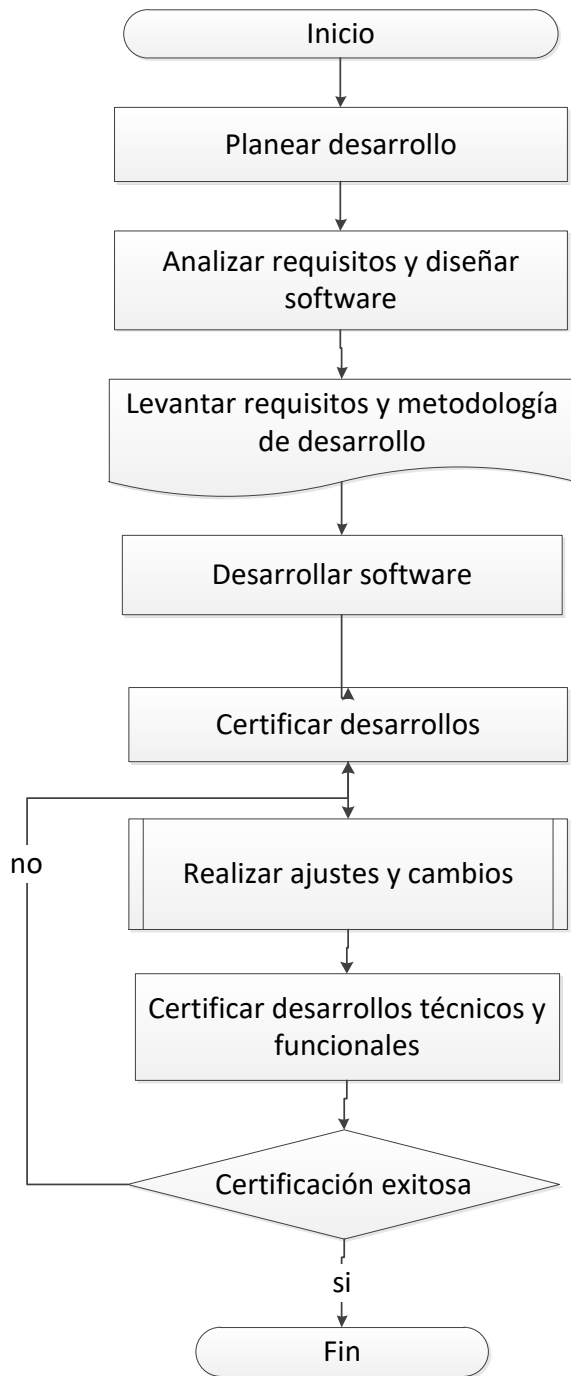 Inicio
Planear desarrollo
Analizar requisitos y diseñar
software
Levantar requisitos y metodología
de desarrollo
Desarrollar software
Certificar desarrollos
no
Realizar ajustes y cambios
Certificar desarrollos técnicos y
funcionales
Certificación exitosa
si
Fin